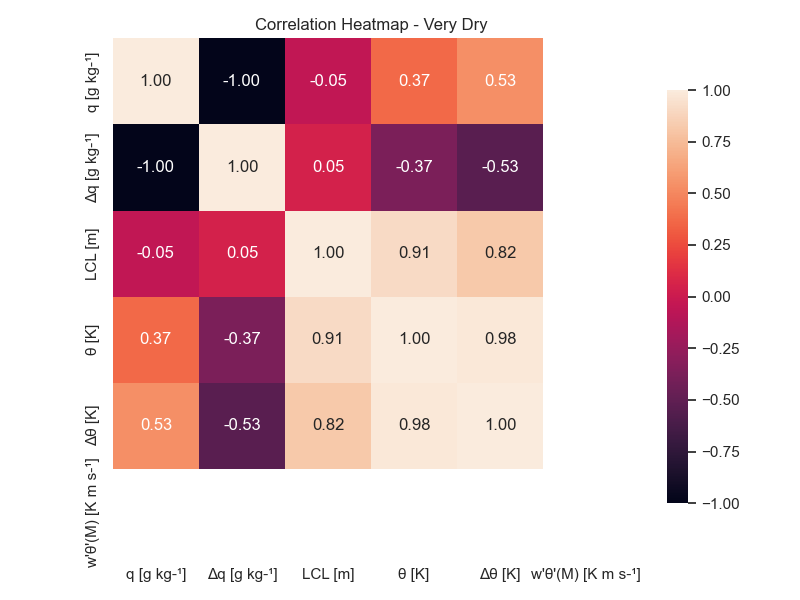 Correlation Heatmap - Very Dry
q [g kg⁻¹]
1.00 -1.00 -0.05 0.37 0.53
Δq [g kg⁻¹]
-1.00 1.00 0.05 -0.37 -0.53
LCL [m]
-0.05 0.05 1.00 0.91 0.82
θ [K]
0.37 -0.37 0.91 1.00 0.98
Δθ [K]
0.53 -0.53 0.82 0.98 1.00
w'θ'(M) [K m s⁻¹]
q [g kg⁻¹] Δq [g kg⁻¹] LCL [m] θ [K] Δθ [K] w'θ'(M) [K m s⁻¹]
1.00
0.75
0.50
0.25
0.00
−0.25
−0.50
−0.75
−1.00